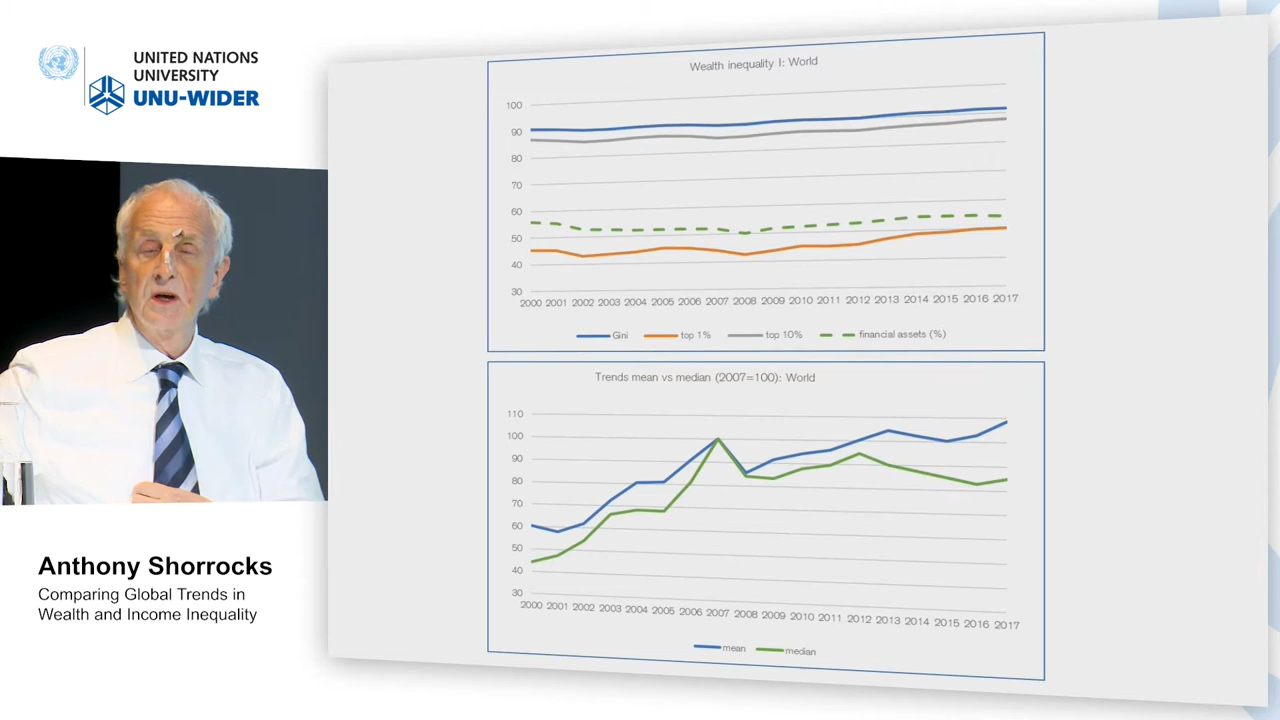 UNITED NATIONS
UNIVERSITY
UNU-WIDER
Wealth inequality I: World
100
90
80
70
60
50
40
30
2000 2001 2002 2003 2004 2005 2006 2007 2008 2009 2010 2011 2012 2013 2014 2015 2016 2017
Gini top 1% top 10% financial assets (%)
Trends mean vs median (2007=100): World
110
100
90
80
70
60
50
40
30
2000 2001 2002 2003 2004 2005 2006 2007 2008 2009 2010 2011 2012 2013 2014 2015 2016 2017
mean median
Anthony Shorrocks
Comparing Global Trends in
Wealth and Income Inequality